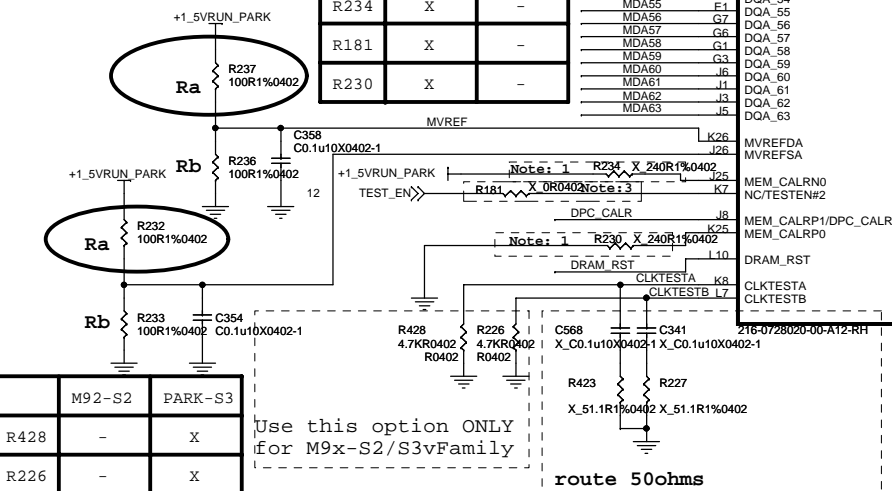 +1_5VRUN_PARK
R237
100R1%0402
Ra
R234 X -
R181 X -
R230 X -
MDA55 F1 DQA_55
MDA56 G7 DQA_56
MDA57 G6 DQA_57
MDA58 G1 DQA_58
MDA59 G3 DQA_59
MDA60 J6 DQA_60
MDA61 J1 DQA_61
MDA62 J3 DQA_62
MDA63 J5 DQA_63
MVREF
C358
C0.1u10X0402-1
K26 MVREFDA
J26 MVREFSA
Rb
R236
100R1%0402
+1_5VRUN_PARK
12
+1_5VRUN_PARK
Note: 1
R234 X_240R1%0402
J25 MEM_CALRN0
TEST_EN
R181 X_0R0402 Note:3
K7 NC/TESTEN#2
DPC_CALR
J8 MEM_CALRP1/DPC_CALR
K25 MEM_CALRP0
Note: 1
R230 X_240R1%0402
R232
100R1%0402
Ra
DRAM_RST
L10 DRAM_RST
CLKTESTA K8 CLKTESTA
CLKTESTB L7 CLKTESTB
Rb
R233
100R1%0402
C354
C0.1u10X0402-1
R428
4.7KR0402
R0402
R226
4.7KR0402
R0402
C568
X_C0.1u10X0402-1
C341
X_C0.1u10X0402-1
216-0728020-00-A12-RH
R423
X_51.1R1%0402
R227
X_51.1R1%0402
M92-S2 PARK-S3
R428 - X
R226 - X
Use this option ONLY
for M9x-S2/S3vFamily
route 50ohms